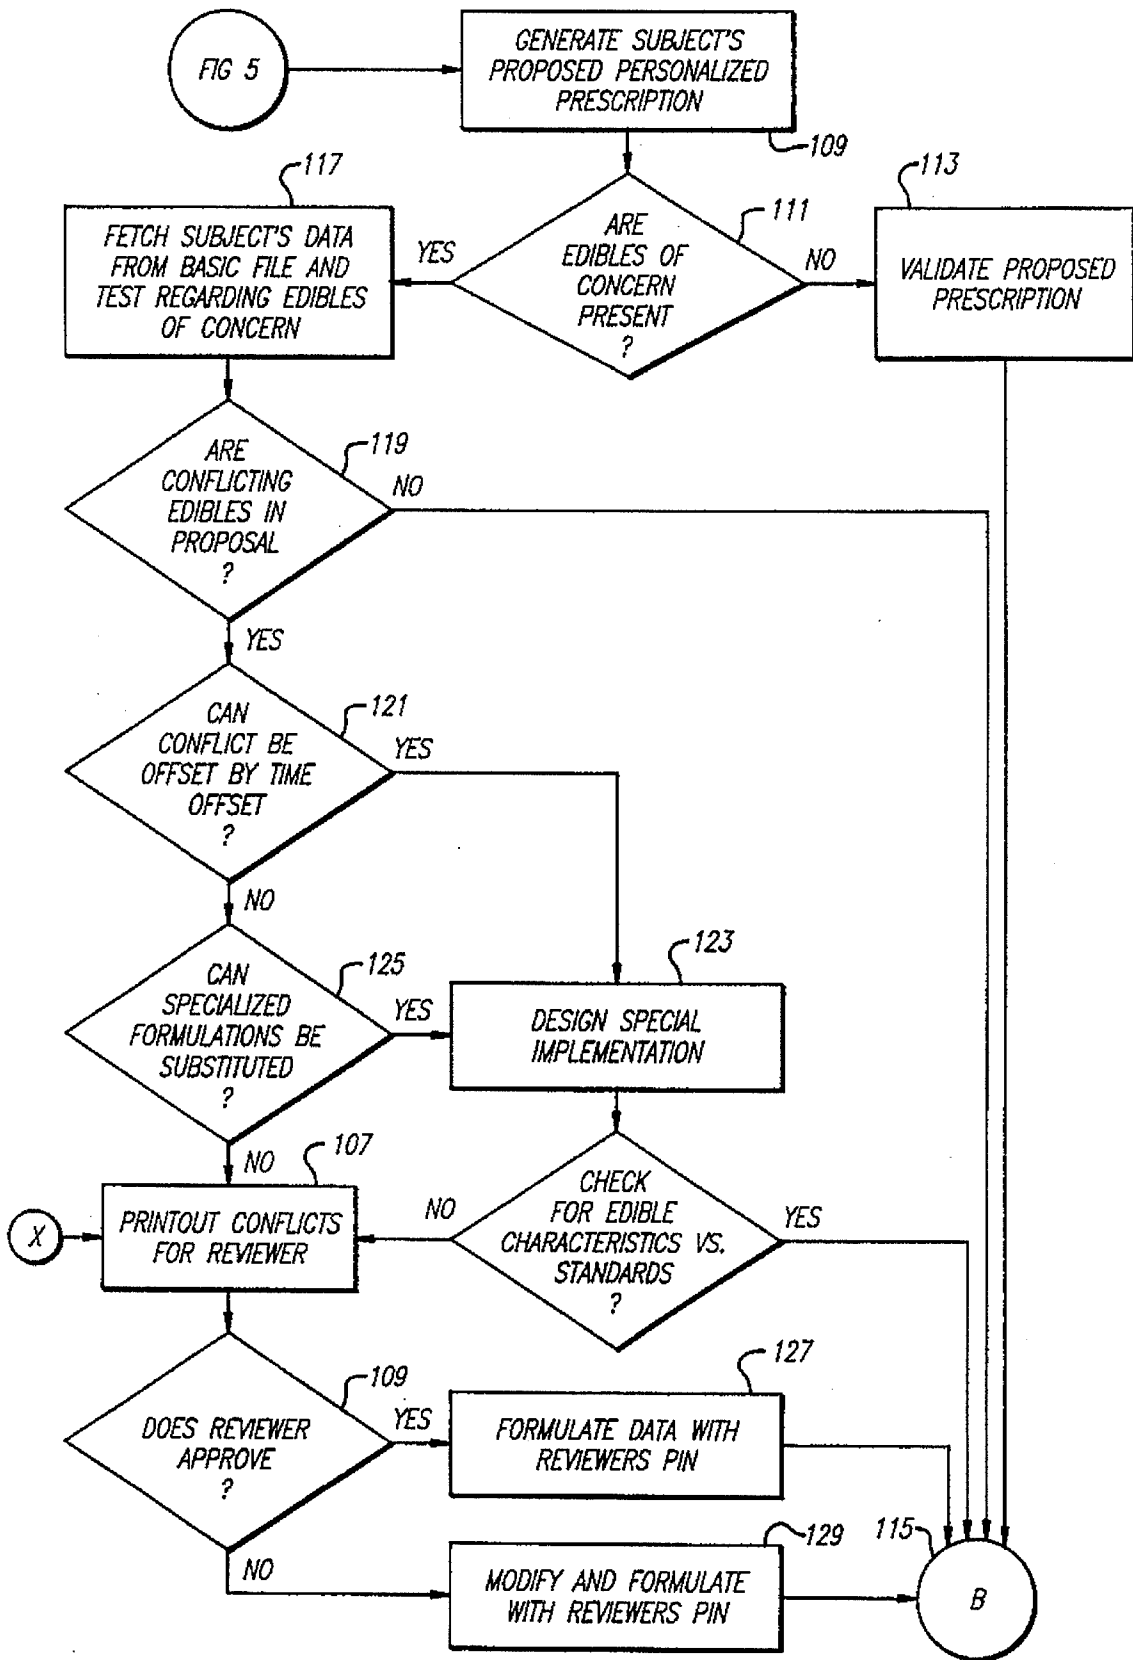 FIG 5
GENERATE SUBJECT'S
PROPOSED PERSONALIZED
PRESCRIPTION
109
117
FETCH SUBJECT'S DATA
FROM BASIC FILE AND
TEST REGARDING EDIBLES
OF CONCERN
YES
ARE
EDIBLES OF
CONCERN
PRESENT
?
111
NO
113
VALIDATE PROPOSED
PRESCRIPTION
ARE
CONFLICTING
EDIBLES IN
PROPOSAL
?
119
NO
YES
CAN
CONFLICT BE
OFFSET BY TIME
OFFSET
?
121
YES
NO
CAN
SPECIALIZED
FORMULATIONS BE
SUBSTITUTED
?
125
YES
123
DESIGN SPECIAL
IMPLEMENTATION
NO
107
X
PRINTOUT CONFLICTS
FOR REVIEWER
NO
CHECK
FOR EDIBLE
CHARACTERISTICS VS.
STANDARDS
?
YES
DOES REVIEWER
APPROVE
?
109
YES
127
FORMULATE DATA WITH
REVIEWERS PIN
NO
129
MODIFY AND FORMULATE
WITH REVIEWERS PIN
115
B